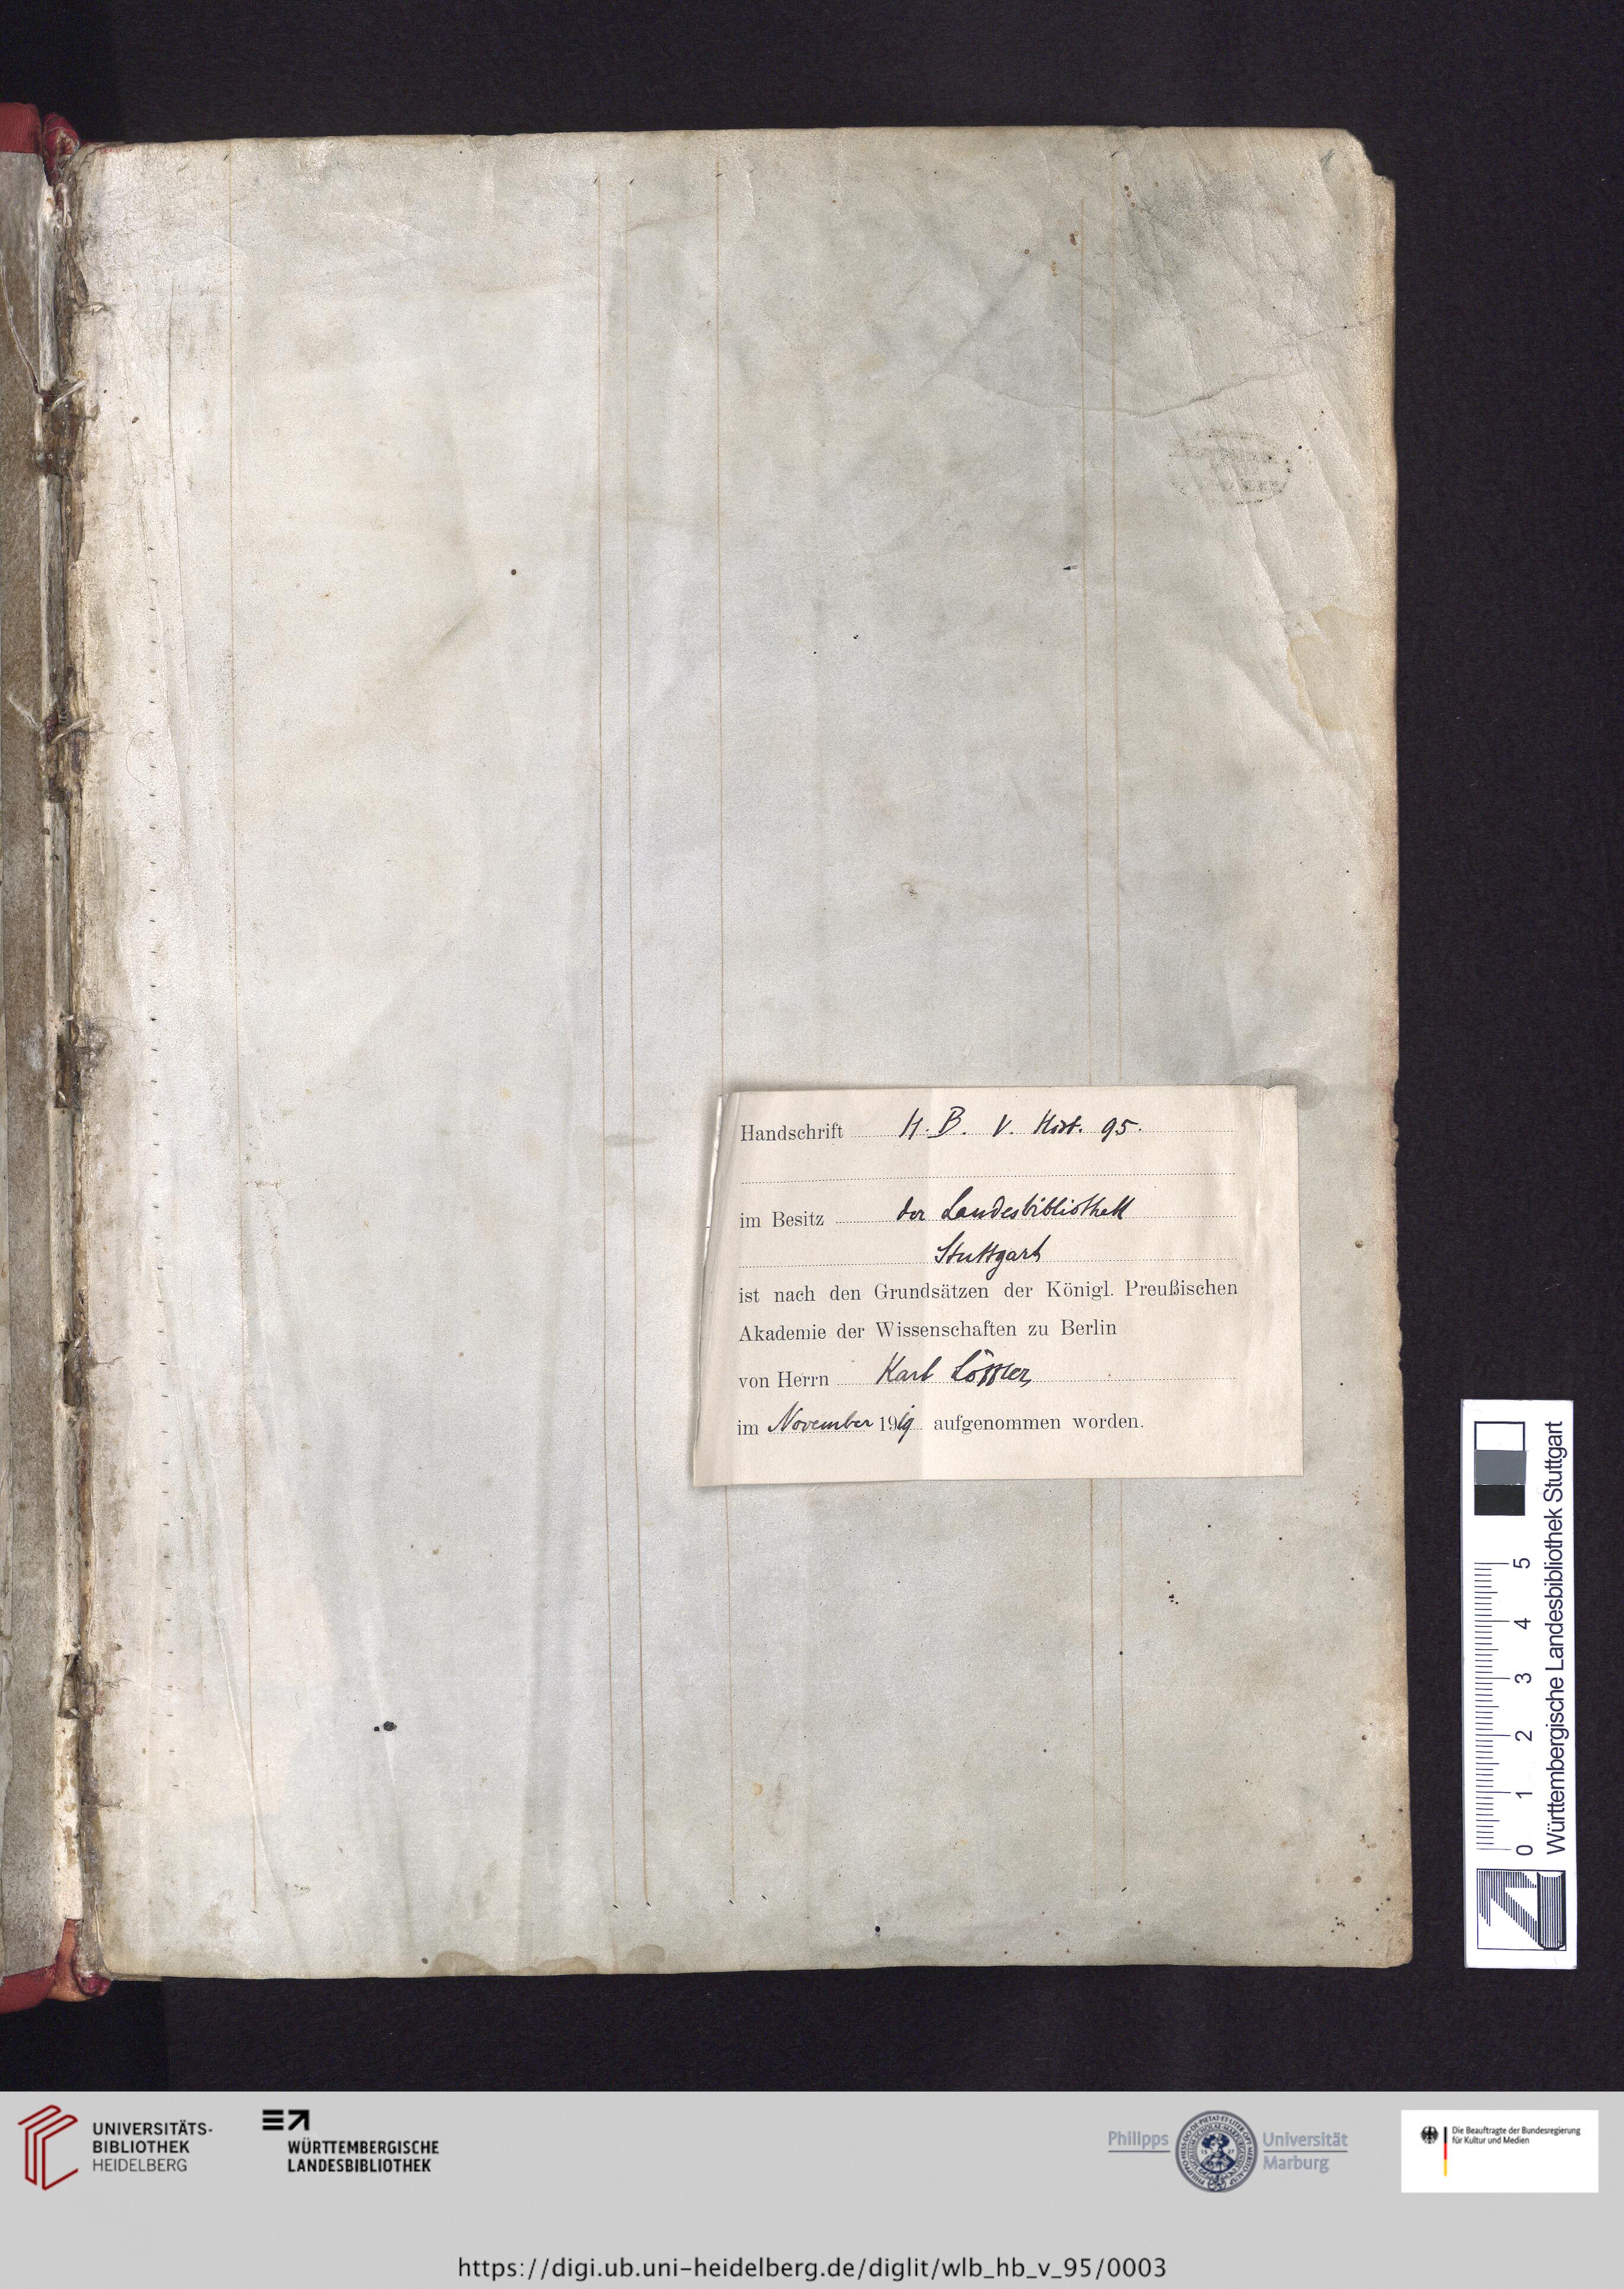 Handschrift H. B. V. Hist. 95.
im Besitz der Landesbibliothek
Stuttgart
ist nach den Grundsätzen der Königl. Preußischen
Akademie der Wissenschaften zu Berlin
von Herrn Karl Löffler
im November 1919 aufgenommen worden.
0 1 2 3 4 5
Württembergische Landesbibliothek Stuttgart
UNIVERSITÄTS-
BIBLIOTHEK
HEIDELBERG
WÜRTTEMBERGISCHE
LANDESBIBLIOTHEK
Philipps Universität
Marburg
Die Beauftragte der Bundesregierung
für Kultur und Medien
https://digi.ub.uni-heidelberg.de/diglit/wlb_hb_v_95/0003